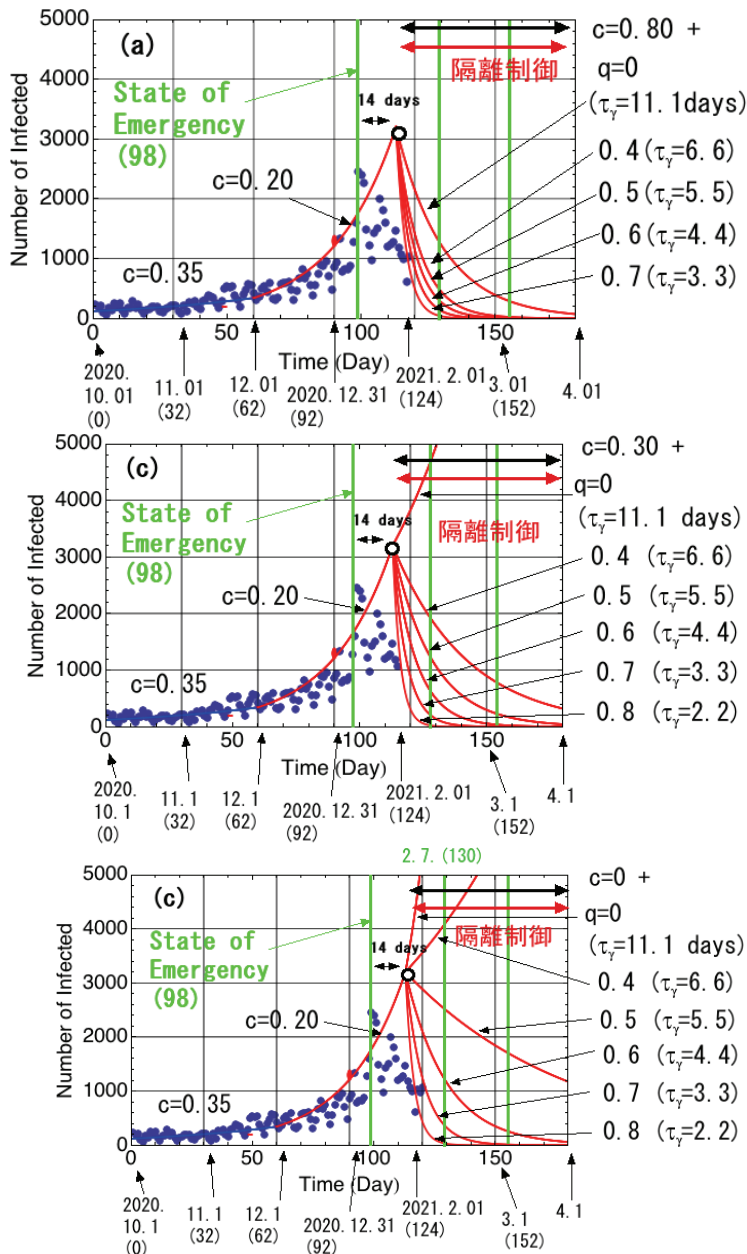 (a)
c=0.80 +
隔離制御
q=0
(τγ=11.1days)
State of
Emergency
(98)
14 days
0.4(τγ=6.6)
0.5(τγ=5.5)
0.6(τγ=4.4)
0.7(τγ=3.3)
c=0.20
c=0.35
Number of Infected
5000
4000
3000
2000
1000
0
0 50 100 150
Time (Day)
2020.
10.01
(0)
11.01
(32)
12.01
(62)
2020.12.31
(92)
2021.2.01
(124)
3.01
(152)
4.01
(c)
c=0.30 +
q=0
隔離制御
(τγ=11.1 days)
State of
Emergency
(98)
14 days
0.4 (τγ=6.6)
0.5 (τγ=5.5)
0.6 (τγ=4.4)
0.7 (τγ=3.3)
0.8 (τγ=2.2)
c=0.20
c=0.35
Number of Infected
5000
4000
3000
2000
1000
0
0 50 100 150
Time (Day)
2020.
10.1
(0)
11.1
(32)
12.1
(62)
2020.12.31
(92)
2021.2.01
(124)
3.1
(152)
4.1
2.7.(130)
(c)
c=0 +
q=0
隔離制御
(τγ=11.1 days)
State of
Emergency
(98)
14 days
0.4 (τγ=6.6)
0.5 (τγ=5.5)
0.6 (τγ=4.4)
0.7 (τγ=3.3)
0.8 (τγ=2.2)
c=0.20
c=0.35
Number of Infected
5000
4000
3000
2000
1000
0
0 50 100 150
Time (Day)
2020.
10.1
(0)
11.1
(32)
12.1
(62)
2020.12.31
(92)
2021.2.01
(124)
3.1
(152)
4.1